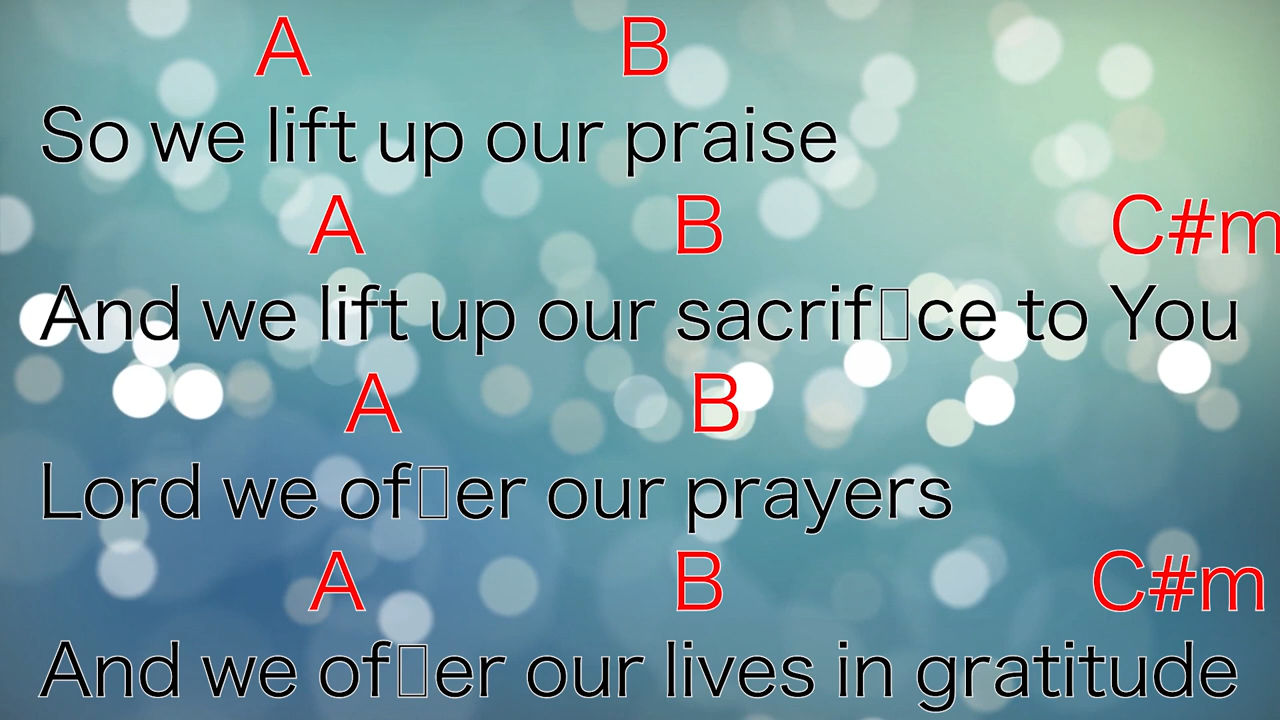 A B
So we lift up our praise
A B C#m
And we lift up our sacrif▯ce to You
A B
Lord we of▯er our prayers
A B C#m
And we of▯er our lives in gratitude